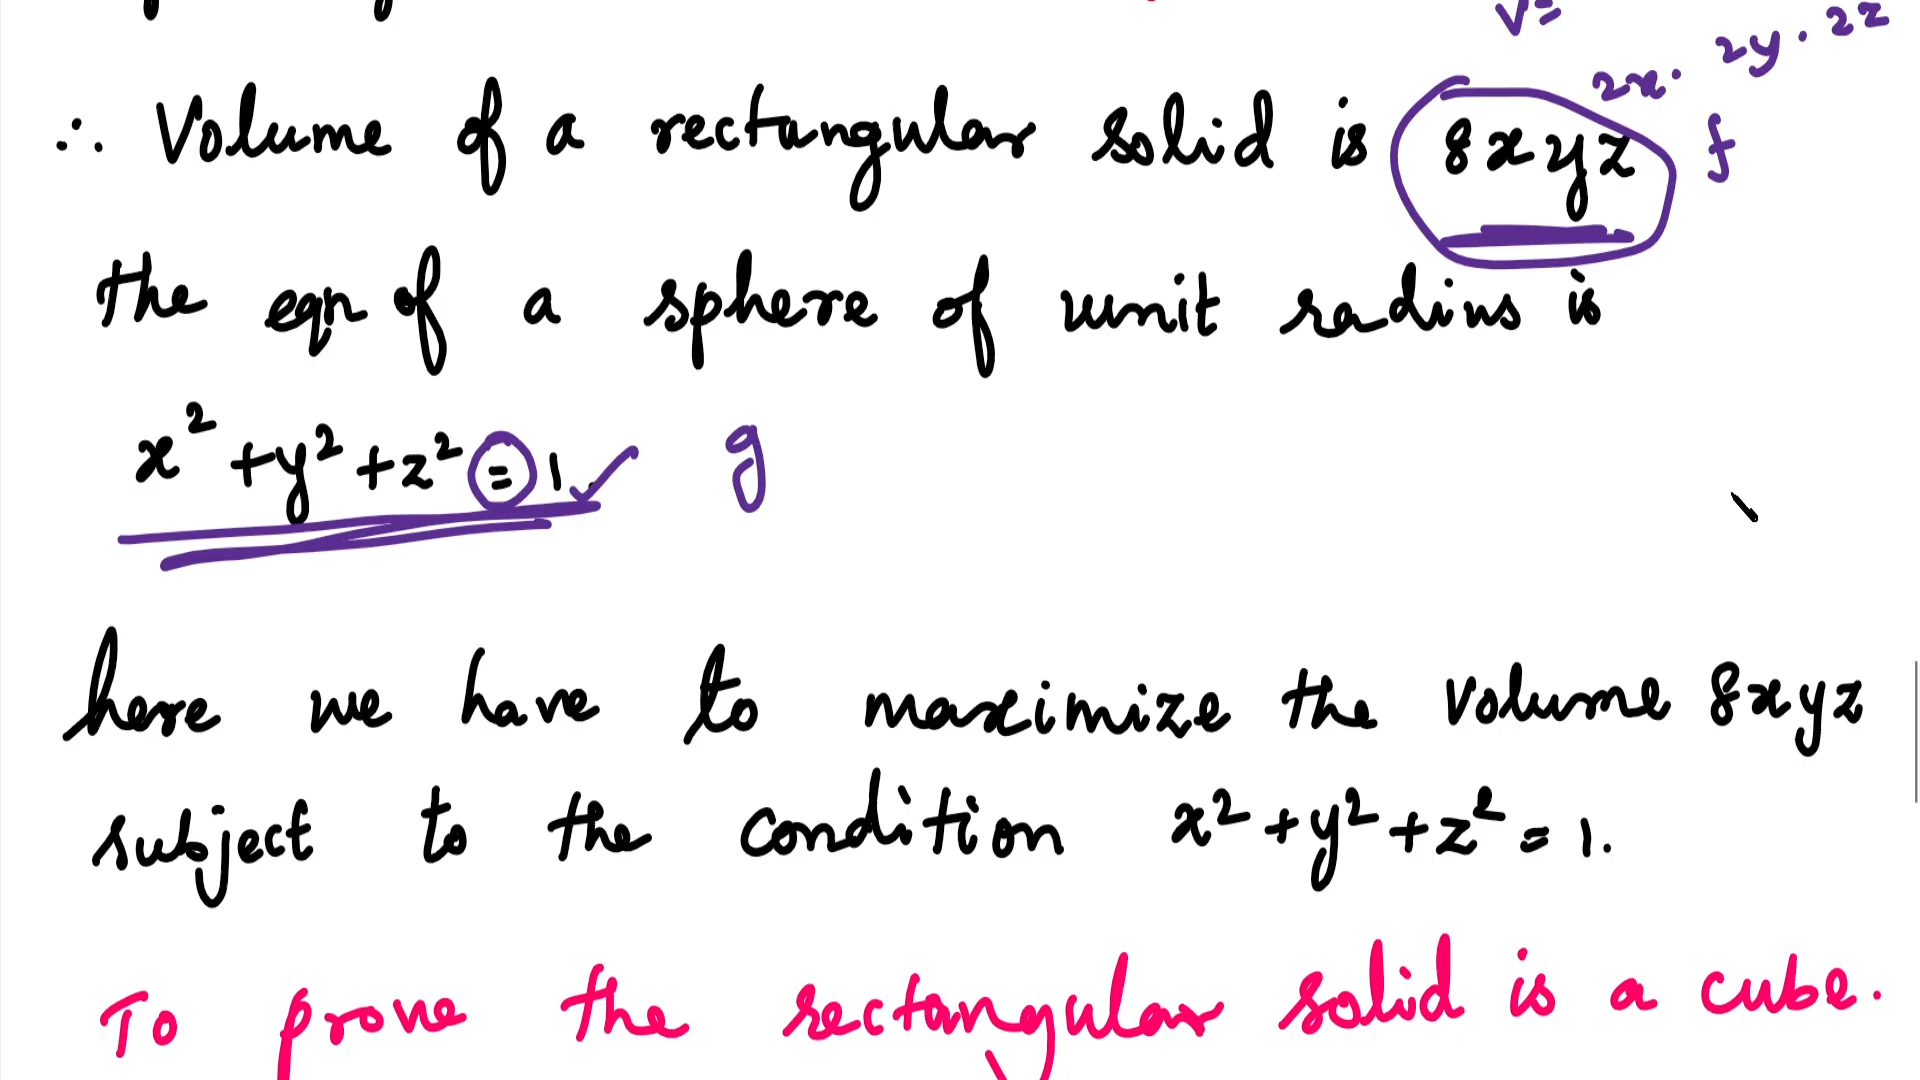 V=
2x. 2y. 2z
∴ Volume of a rectangular solid is 8xyz f
the eqn of a sphere of unit radius is
x² + y² + z² = 1. g
here we have to maximize the volume 8xyz
subject to the condition x² + y² + z² = 1.
To prove the rectangular solid is a cube.